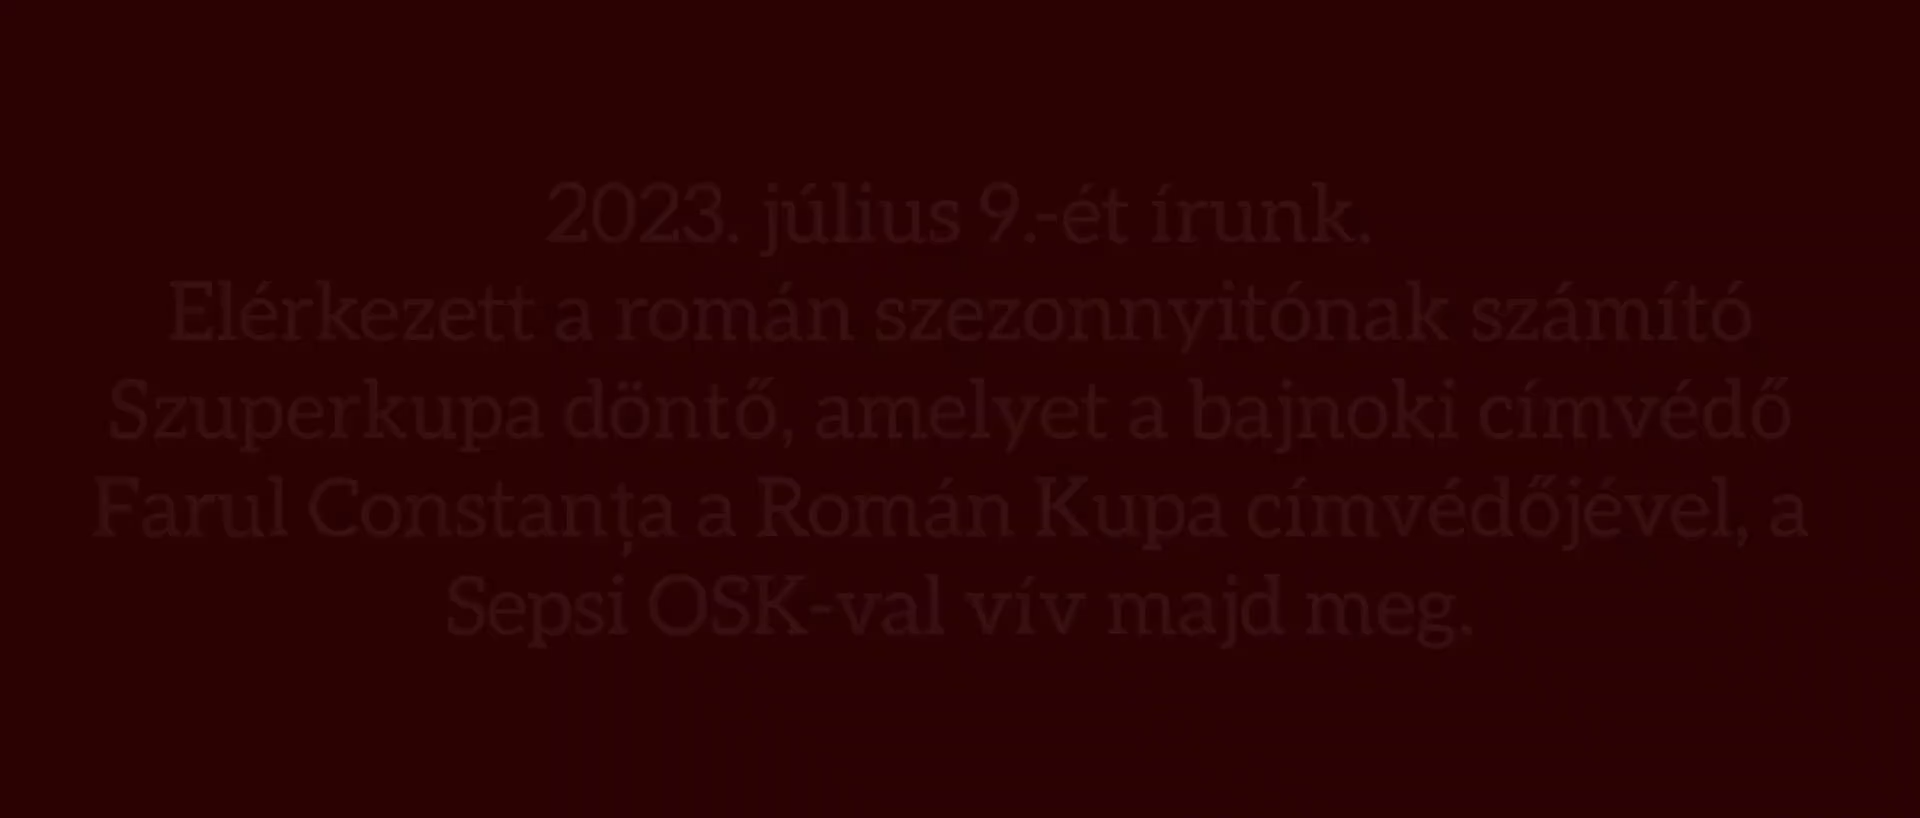 2023. július 9.-ét írunk.
Elérkezett a román szezonnyitónak számító
Szuperkupa döntő, amelyet a bajnoki címvédő
Farul Constanța a Román Kupa címvédőjével, a
Sepsi OSK-val vív majd meg.